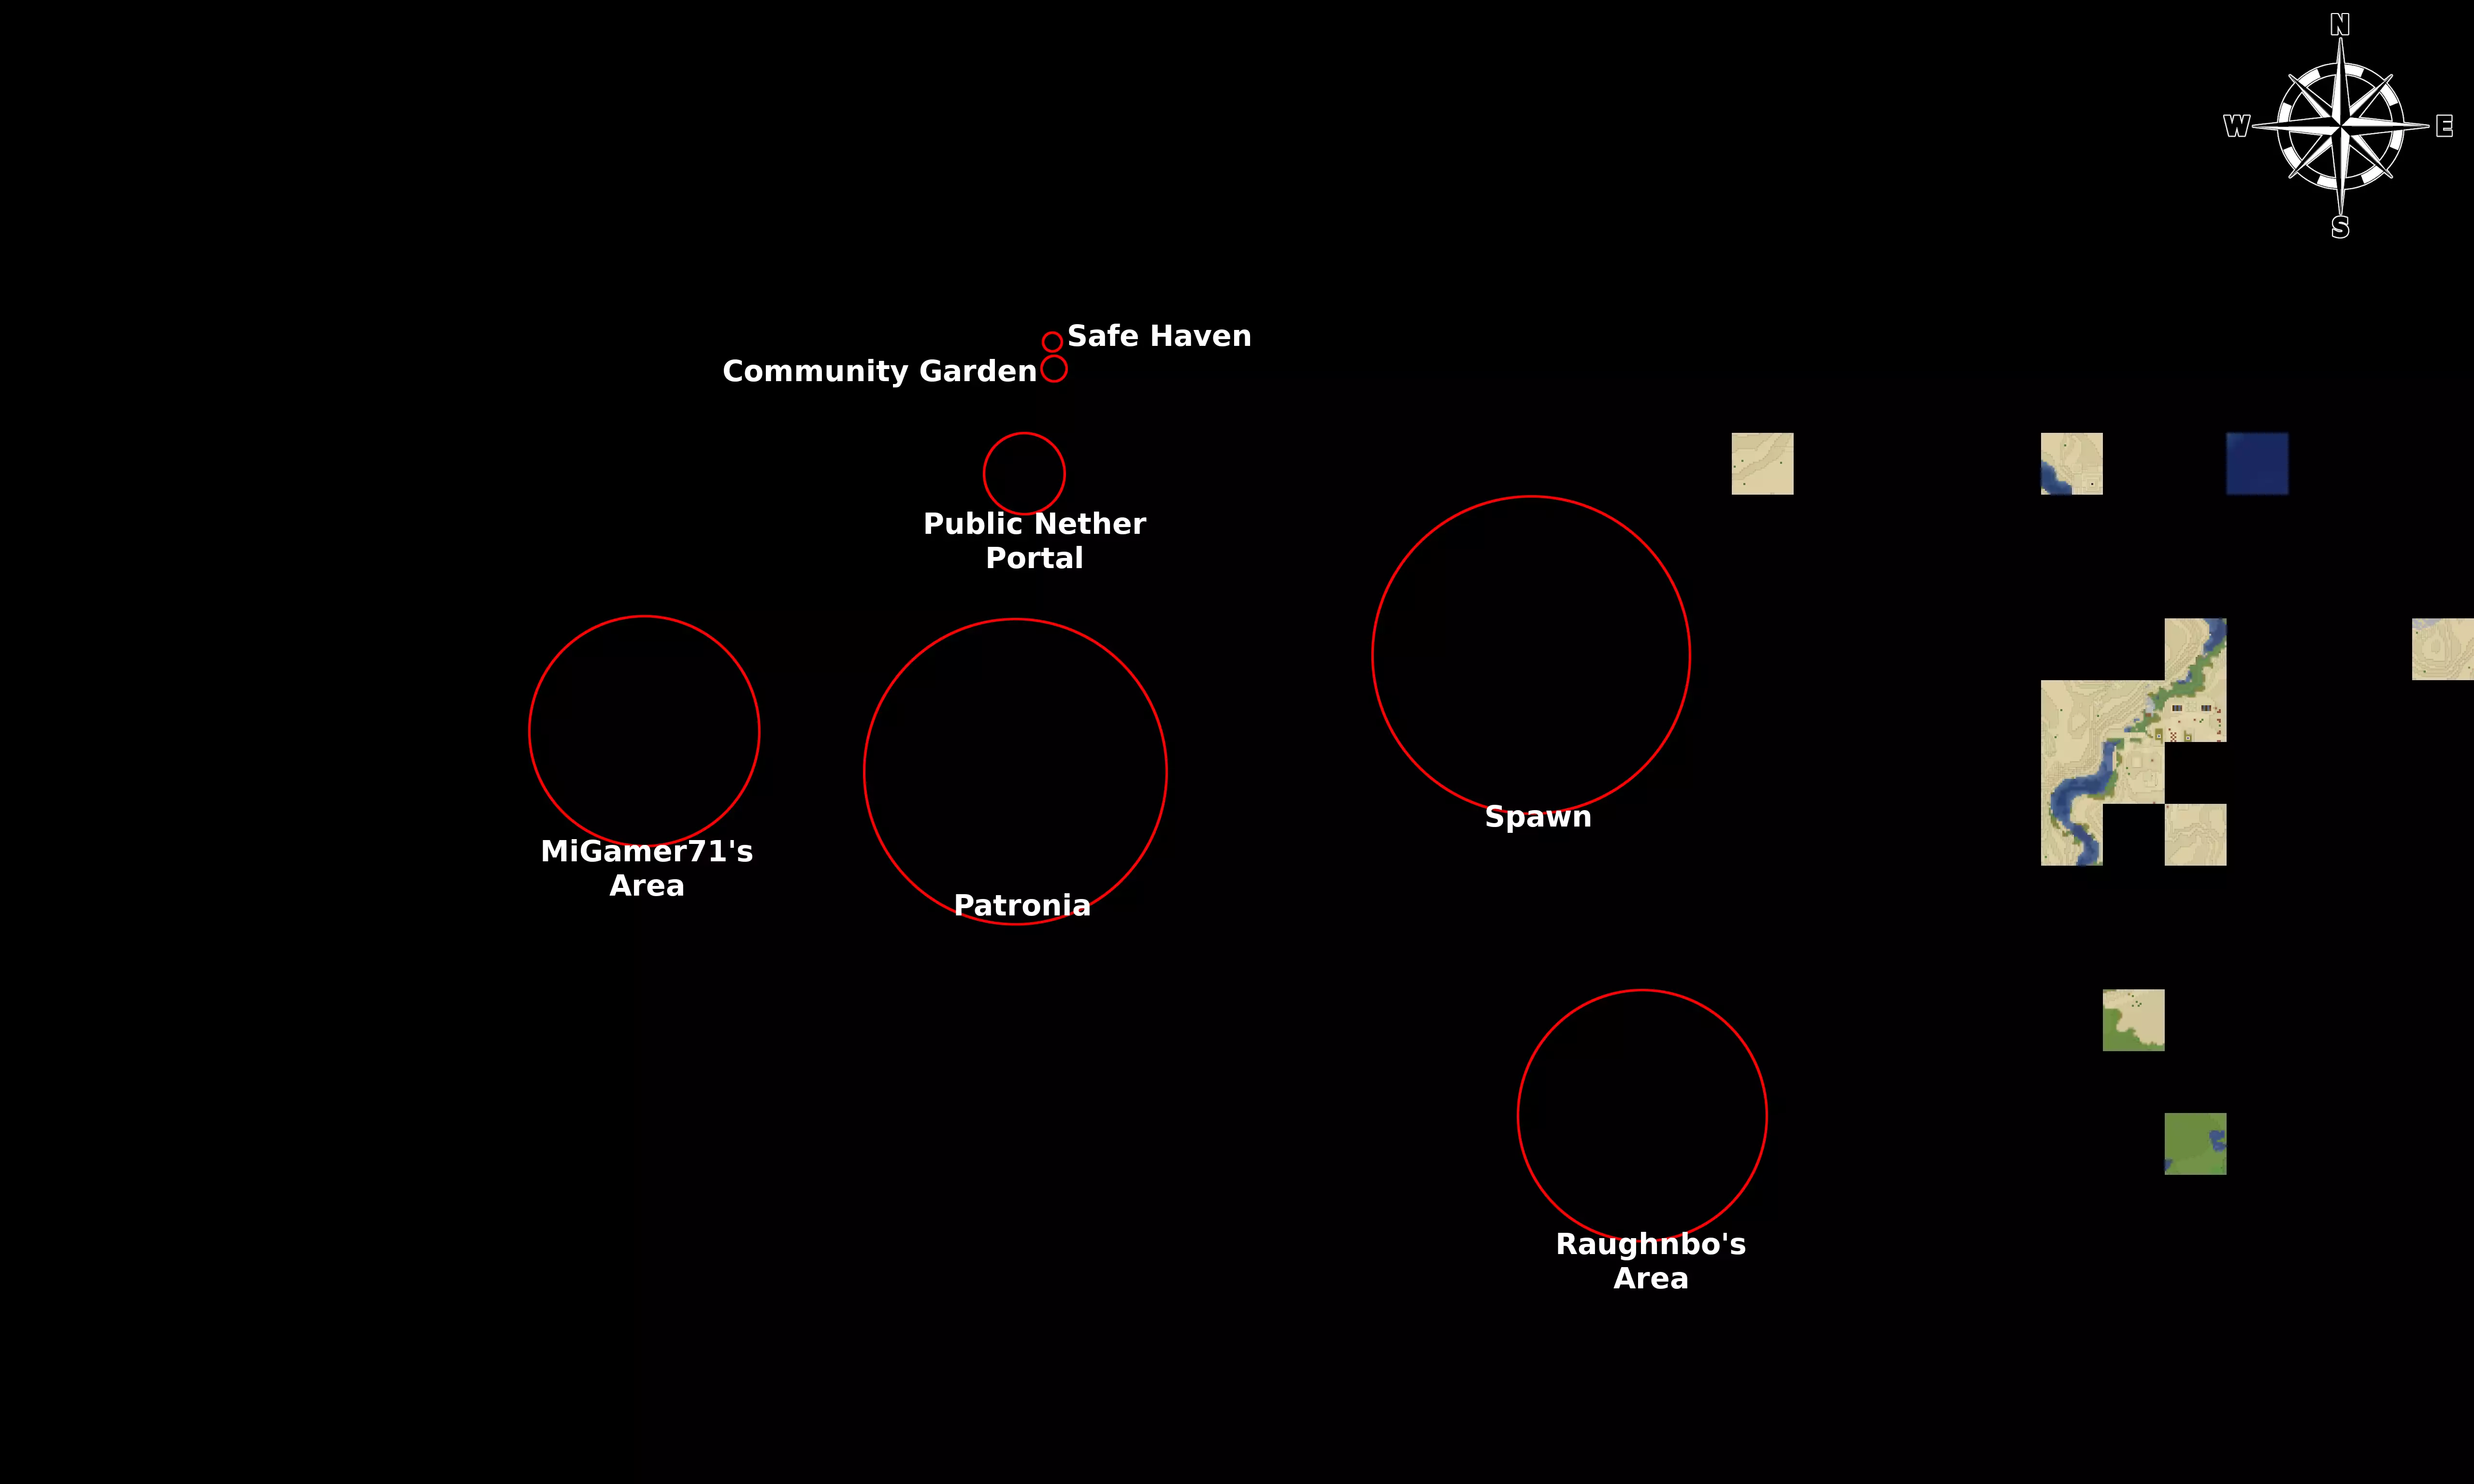 N
W
E
S
Safe Haven
Community Garden
Public Nether
Portal
MiGamer71's
Area
Patronia
Spawn
Raughnbo's
Area